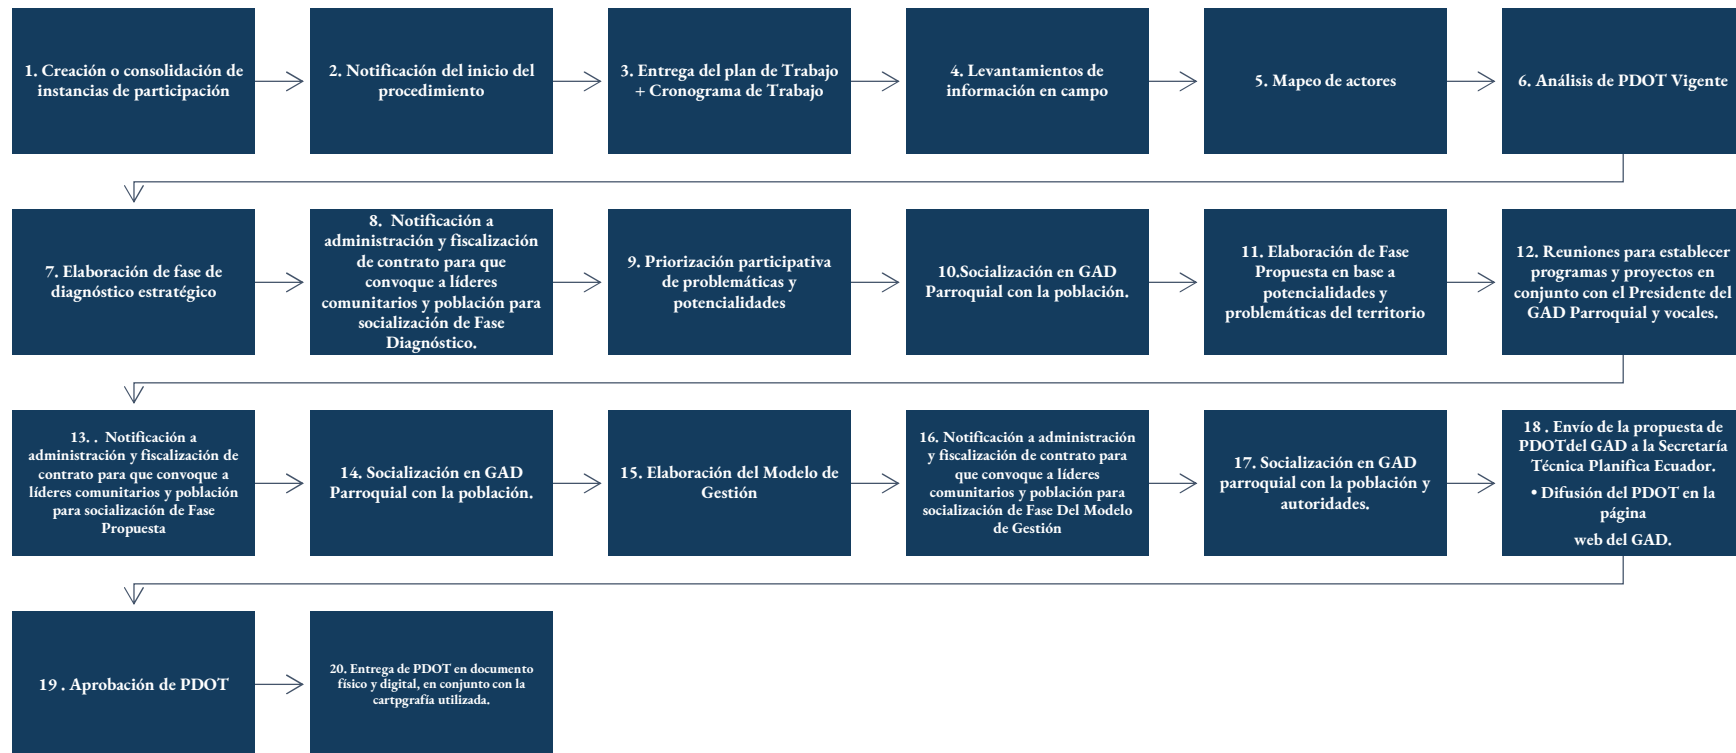 1. Creación o consolidación de
instancias de participación
2. Notificación del inicio del
procedimiento
3. Entrega del plan de Trabajo
+ Cronograma de Trabajo
4. Levantamientos de
información en campo
5. Mapeo de actores
6. Análisis de PDOT Vigente
7. Elaboración de fase de
diagnóstico estratégico
8. Notificación a
administración y fiscalización
de contrato para que
convoque a líderes
comunitarios y población para
socialización de Fase
Diagnóstico.
9. Priorización participativa
de problemáticas y
potencialidades
10.Socialización en GAD
Parroquial con la población.
11. Elaboración de Fase
Propuesta en base a
potencialidades y
problemáticas del territorio
12. Reuniones para establecer
programas y proyectos en
conjunto con el Presidente del
GAD Parroquial y vocales.
13. . Notificación a
administración y fiscalización de
contrato para que convoque a
líderes comunitarios y población
para socialización de Fase
Propuesta
14. Socialización en GAD
Parroquial con la población.
15. Elaboración del Modelo de
Gestión
16. Notificación a administración
y fiscalización de contrato para
que convoque a líderes
comunitarios y población para
socialización de Fase Del Modelo
de Gestión
17. Socialización en GAD
parroquial con la población y
autoridades.
18 . Envío de la propuesta de
PDOTdel GAD a la Secretaría
Técnica Planifica Ecuador.
• Difusión del PDOT en la
página
web del GAD.
19 . Aprobación de PDOT
20. Entrega de PDOT en documento
físico y digital, en conjunto con la
cartpgrafía utilizada.